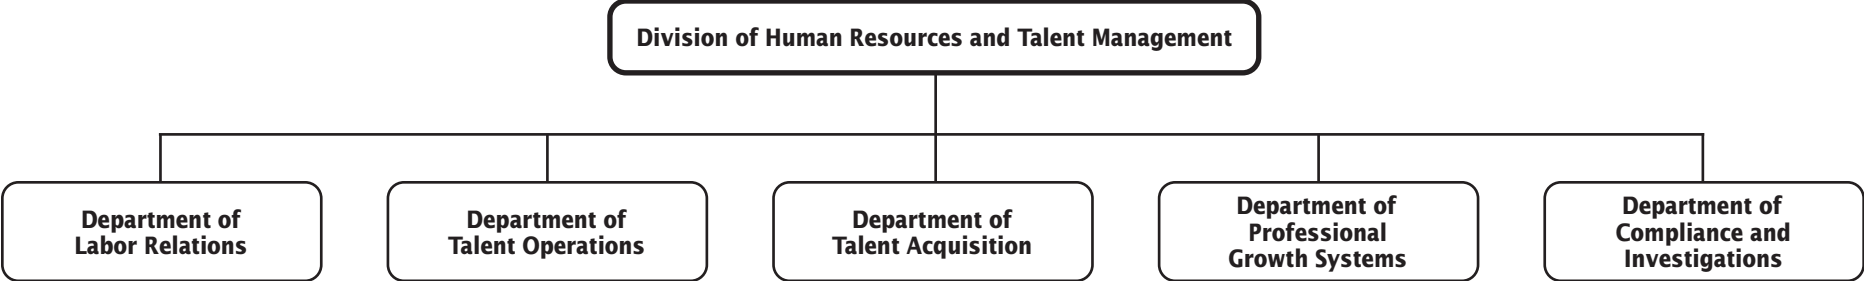 Division of Human Resources and Talent Management
Department of
Labor Relations
Department of
Talent Operations
Department of
Talent Acquisition
Department of
Professional
Growth Systems
Department of
Compliance and
Investigations